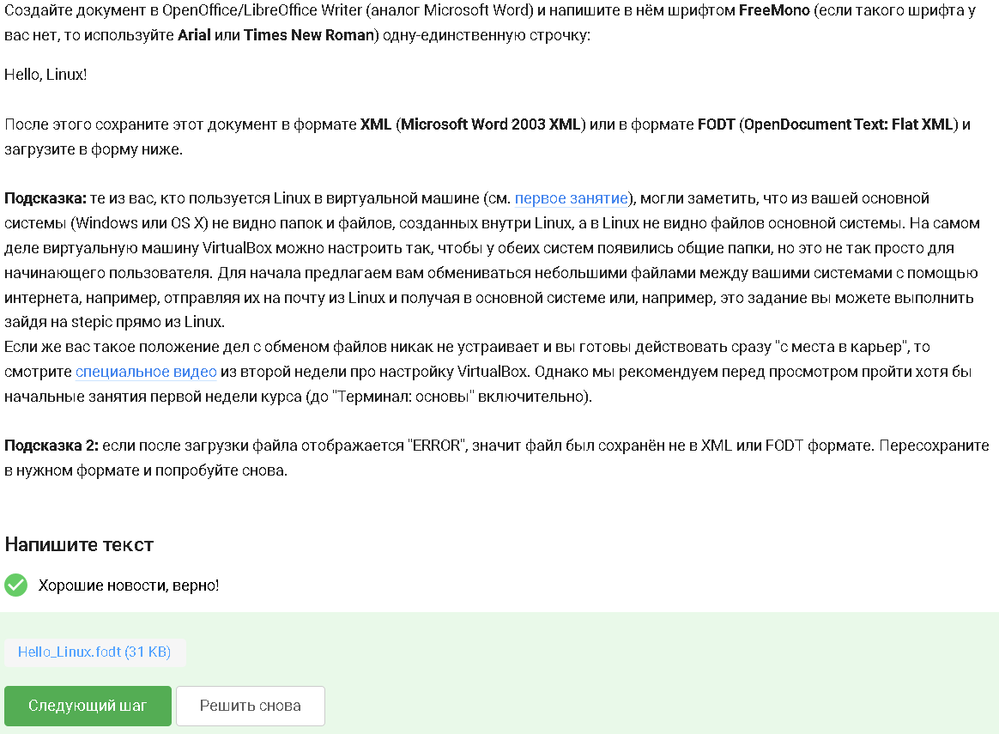 Создайте документ в OpenOffice/LibreOffice Writer (аналог Microsoft Word) и напишите в нём шрифтом FreeMono (если такого шрифта у
вас нет, то используйте Arial или Times New Roman) одну-единственную строчку:
Hello, Linux!
После этого сохраните этот документ в формате XML (Microsoft Word 2003 XML) или в формате FODT (OpenDocument Text: Flat XML) и
загрузите в форму ниже.
Подсказка: те из вас, кто пользуется Linux в виртуальной машине (см. первое занятие), могли заметить, что из вашей основной
системы (Windows или OS X) не видно папок и файлов, созданных внутри Linux, а в Linux не видно файлов основной системы. На самом
деле виртуальную машину VirtualBox можно настроить так, чтобы у обеих систем появились общие папки, но это не так просто для
начинающего пользователя. Для начала предлагаем вам обмениваться небольшими файлами между вашими системами с помощью
интернета, например, отправляя их на почту из Linux и получая в основной системе или, например, это задание вы можете выполнить
зайдя на stepic прямо из Linux.
Если же вас такое положение дел с обменом файлов никак не устраивает и вы готовы действовать сразу "с места в карьер", то
смотрите специальное видео из второй недели про настройку VirtualBox. Однако мы рекомендуем перед просмотром пройти хотя бы
начальные занятия первой недели курса (до "Терминал: основы" включительно).
Подсказка 2: если после загрузки файла отображается "ERROR", значит файл был сохранён не в XML или FODT формате. Пересохраните
в нужном формате и попробуйте снова.
Напишите текст
Хорошие новости, верно!
Hello_Linux.fodt (31 KB)
Следующий шаг
Решить снова